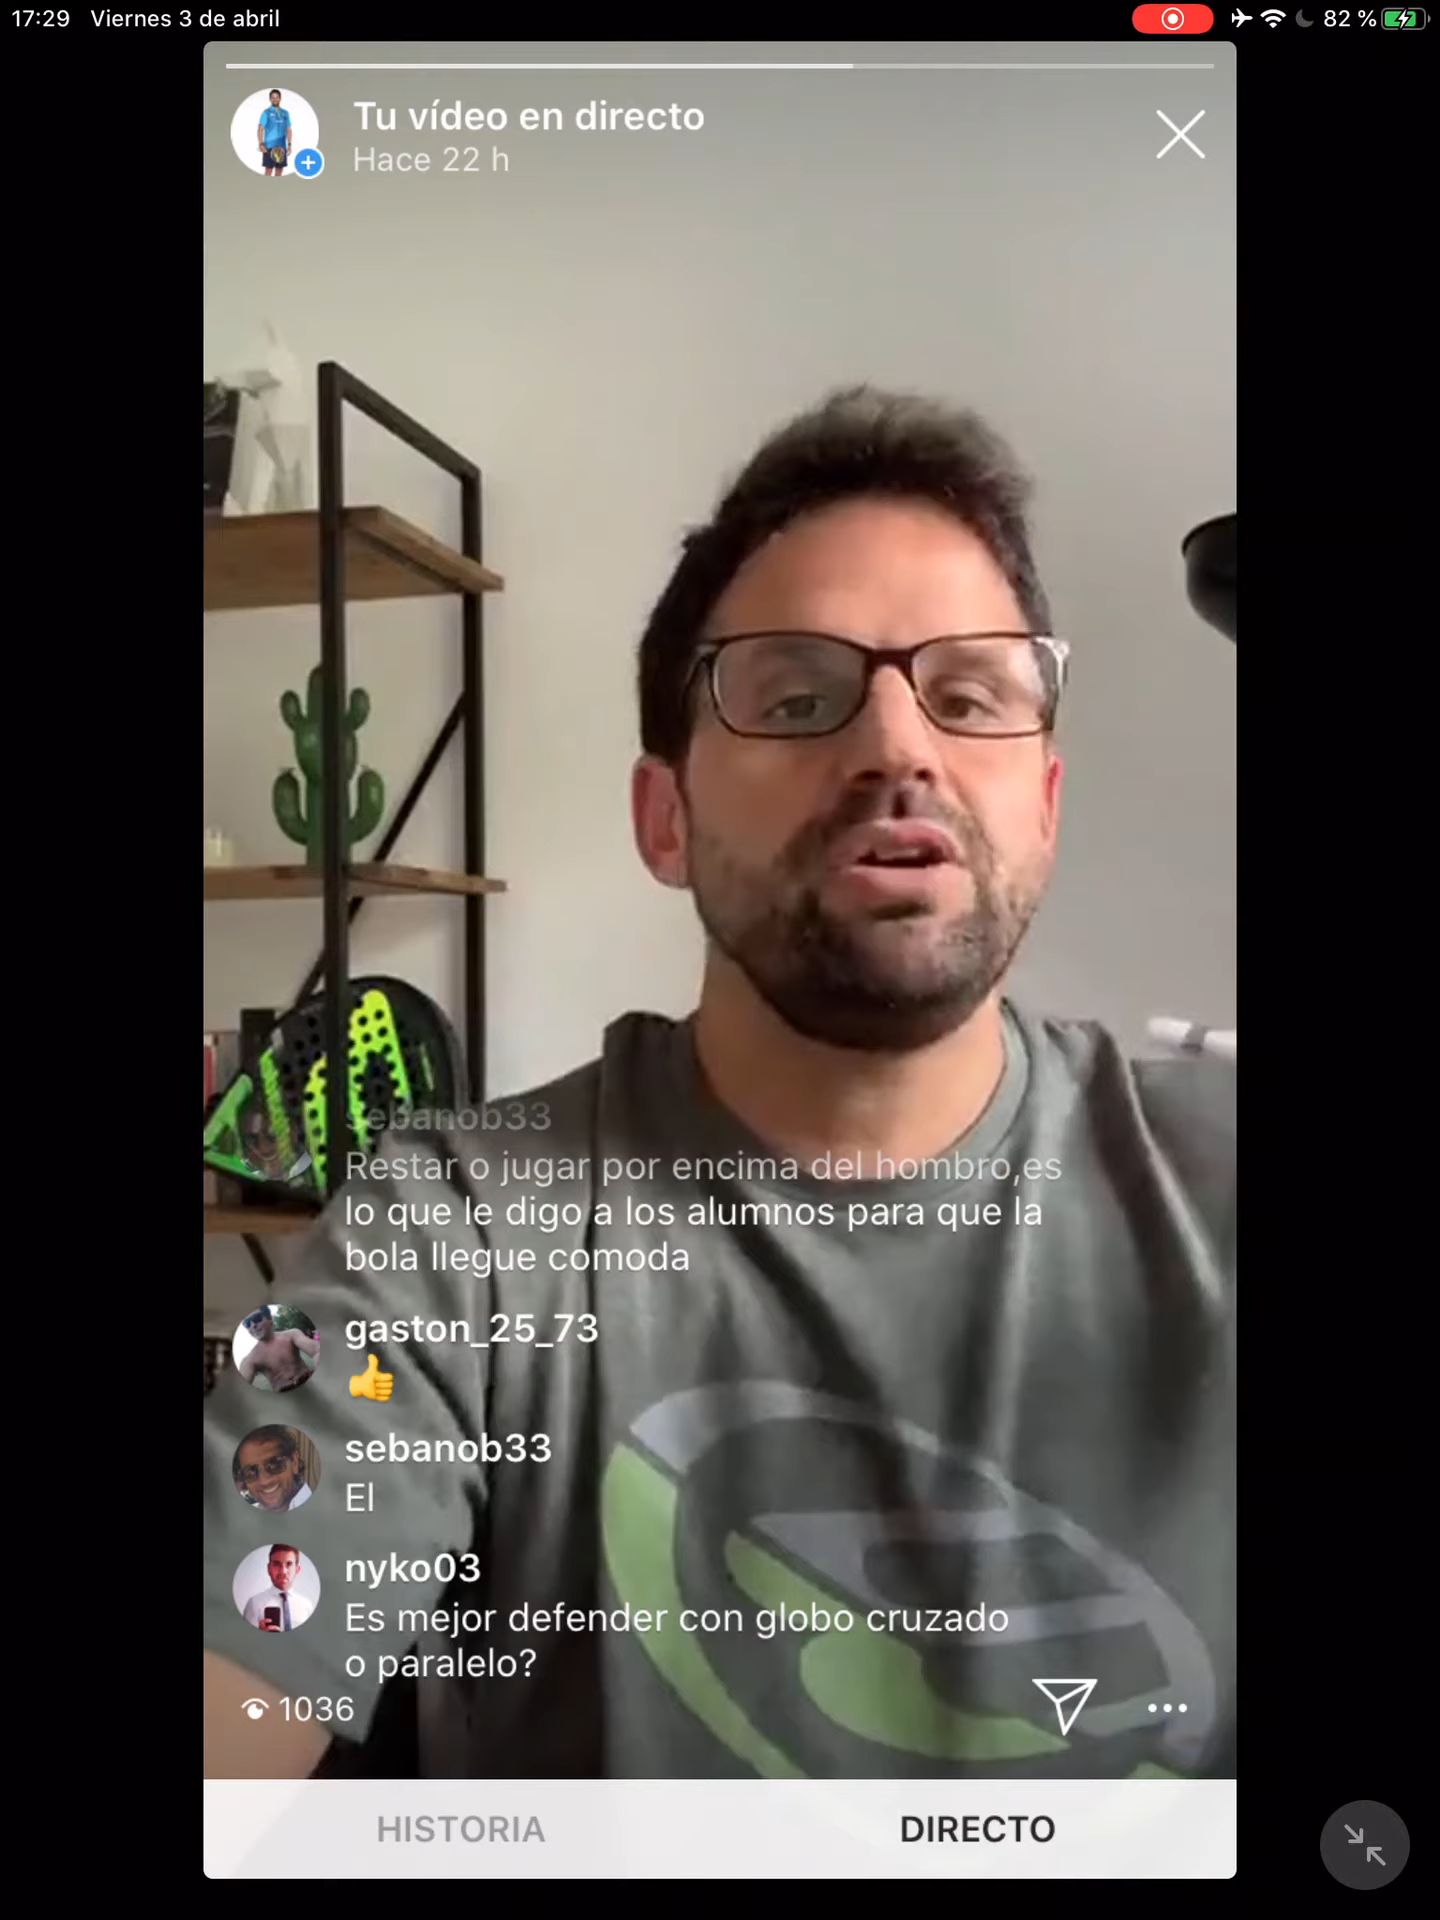 17:29 Viernes 3 de abril
82 %
Tu vídeo en directo
Hace 22 h
sebanob33
Restar o jugar por encima del hombro,es
lo que le digo a los alumnos para que la
bola llegue comoda
gaston_25_73
👍
sebanob33
El
nyko03
Es mejor defender con globo cruzado
o paralelo?
1036
HISTORIA
DIRECTO